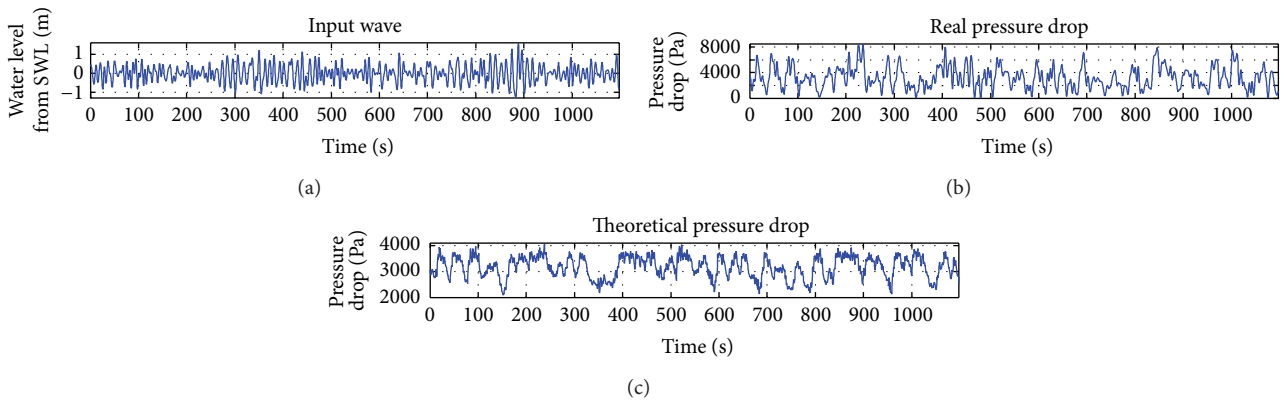 Input wave
Water level
from SWL (m)
1
0
−1
0 100 200 300 400 500 600 700 800 900 1000
Time (s)
(a)
Real pressure drop
Pressure
drop (Pa)
8000
4000
0
0 100 200 300 400 500 600 700 800 900 1000
Time (s)
(b)
Theoretical pressure drop
Pressure
drop (Pa)
4000
3000
2000
0 100 200 300 400 500 600 700 800 900 1000
Time (s)
(c)